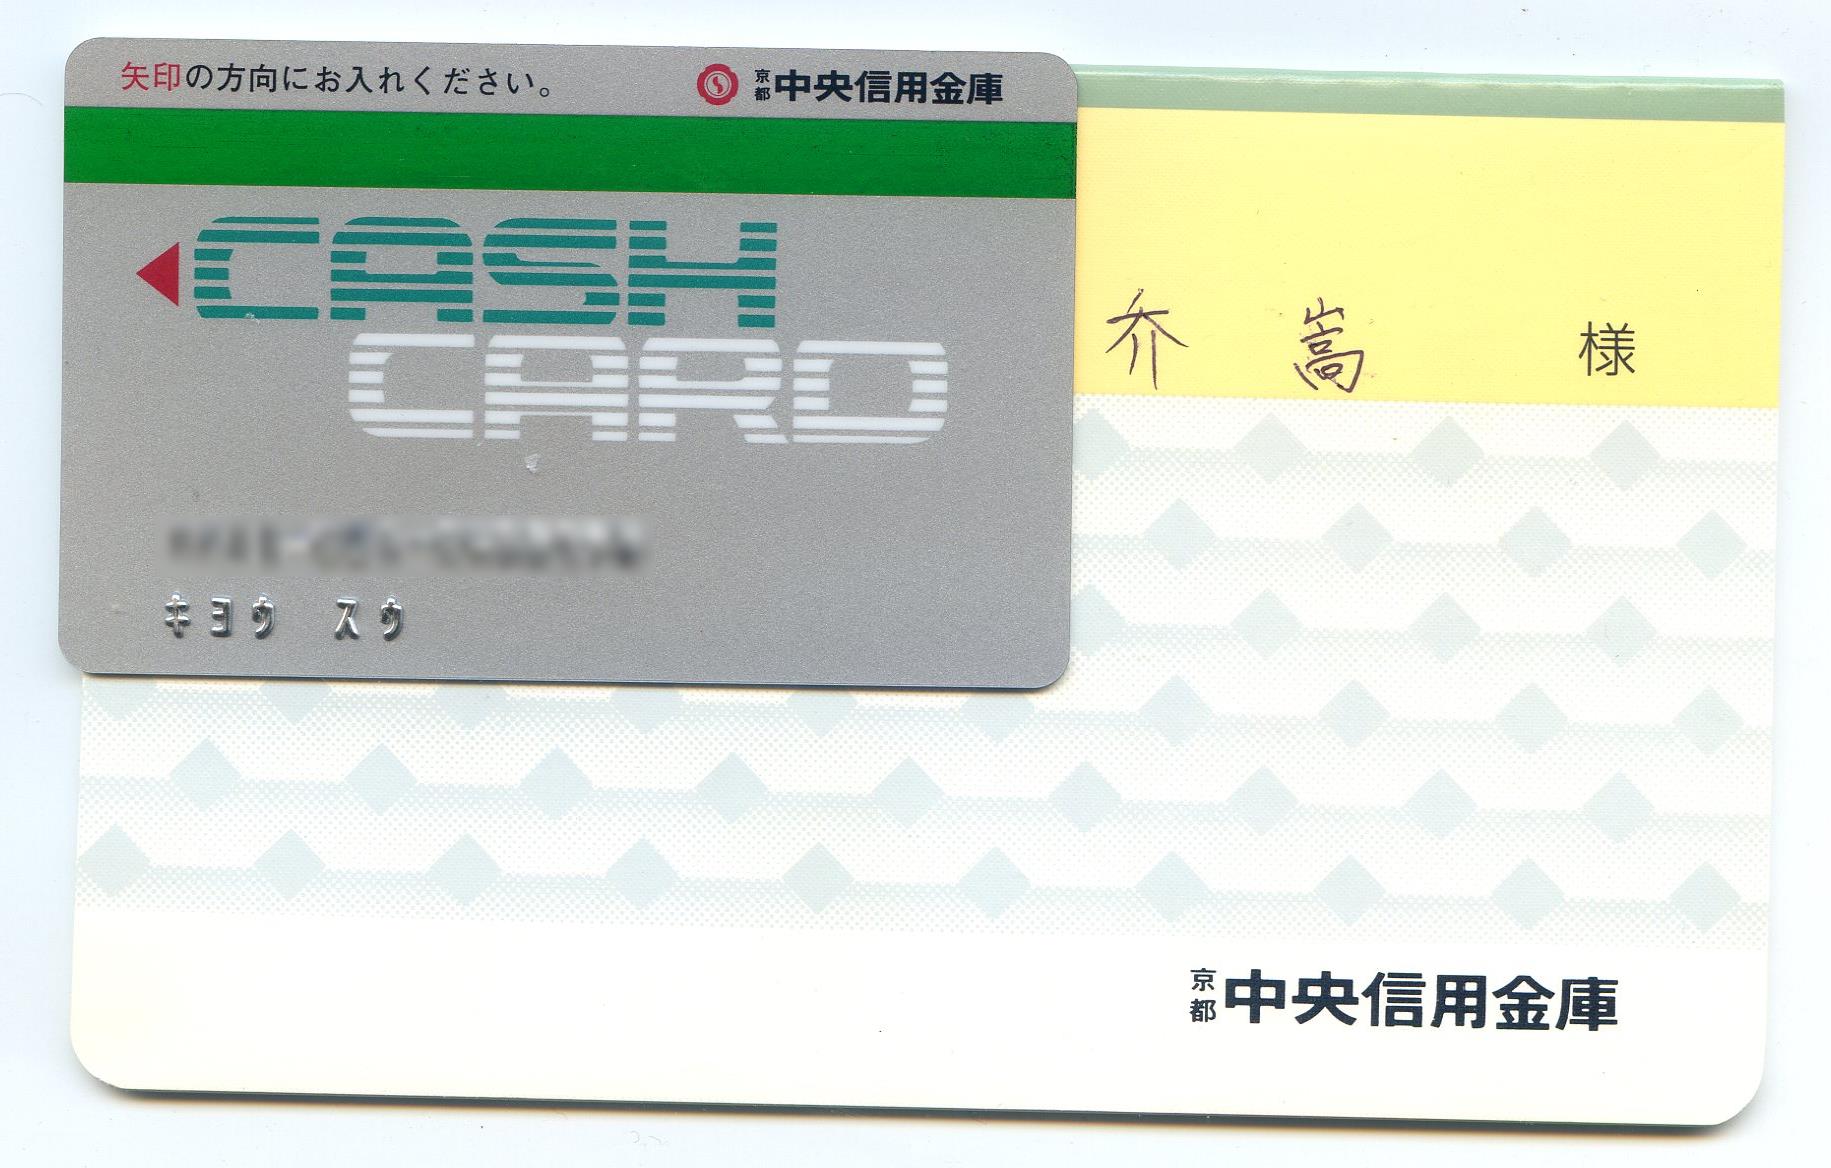 矢印の方向にお入れください。
京都中央信用金庫
CASH
CARD
キヨウ スウ
乔 嵩 様
京都中央信用金庫